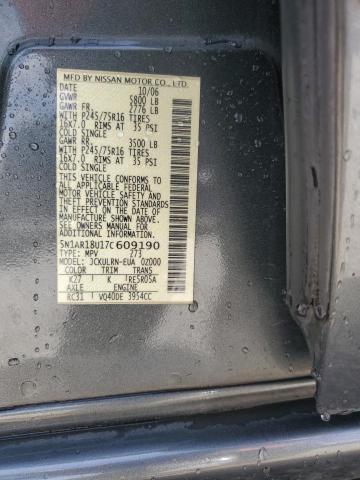 MFD BY NISSAN MOTOR CO., LTD.
DATE 10/06
GVWR 5800 LB
GAWR FR. 2776 LB
WITH P245/75R16 TIRES
16X7.0 RIMS AT 35 PSI
COLD SINGLE
GAWR RR. 3500 LB
WITH P245/75R16 TIRES
16X7.0 RIMS AT 35 PSI
COLD SINGLE
THIS VEHICLE CONFORMS TO ALL
APPLICABLE FEDERAL MOTOR
VEHICLE SAFETY AND
THEFT PREVENTION STANDARDS
IN EFFECT ON THE DATE OF
MANUFACTURE SHOWN ABOVE.
SEE OWNERS MANUAL
5N1AR18U17C609190
TYPE: MPV Z73
MODEL: JCKULRN-EUA 0Z000
COLOR TRIM TRANS
K27 K RE5R05A
AXLE ENGINE
RC31 VQ40DE 3954CC